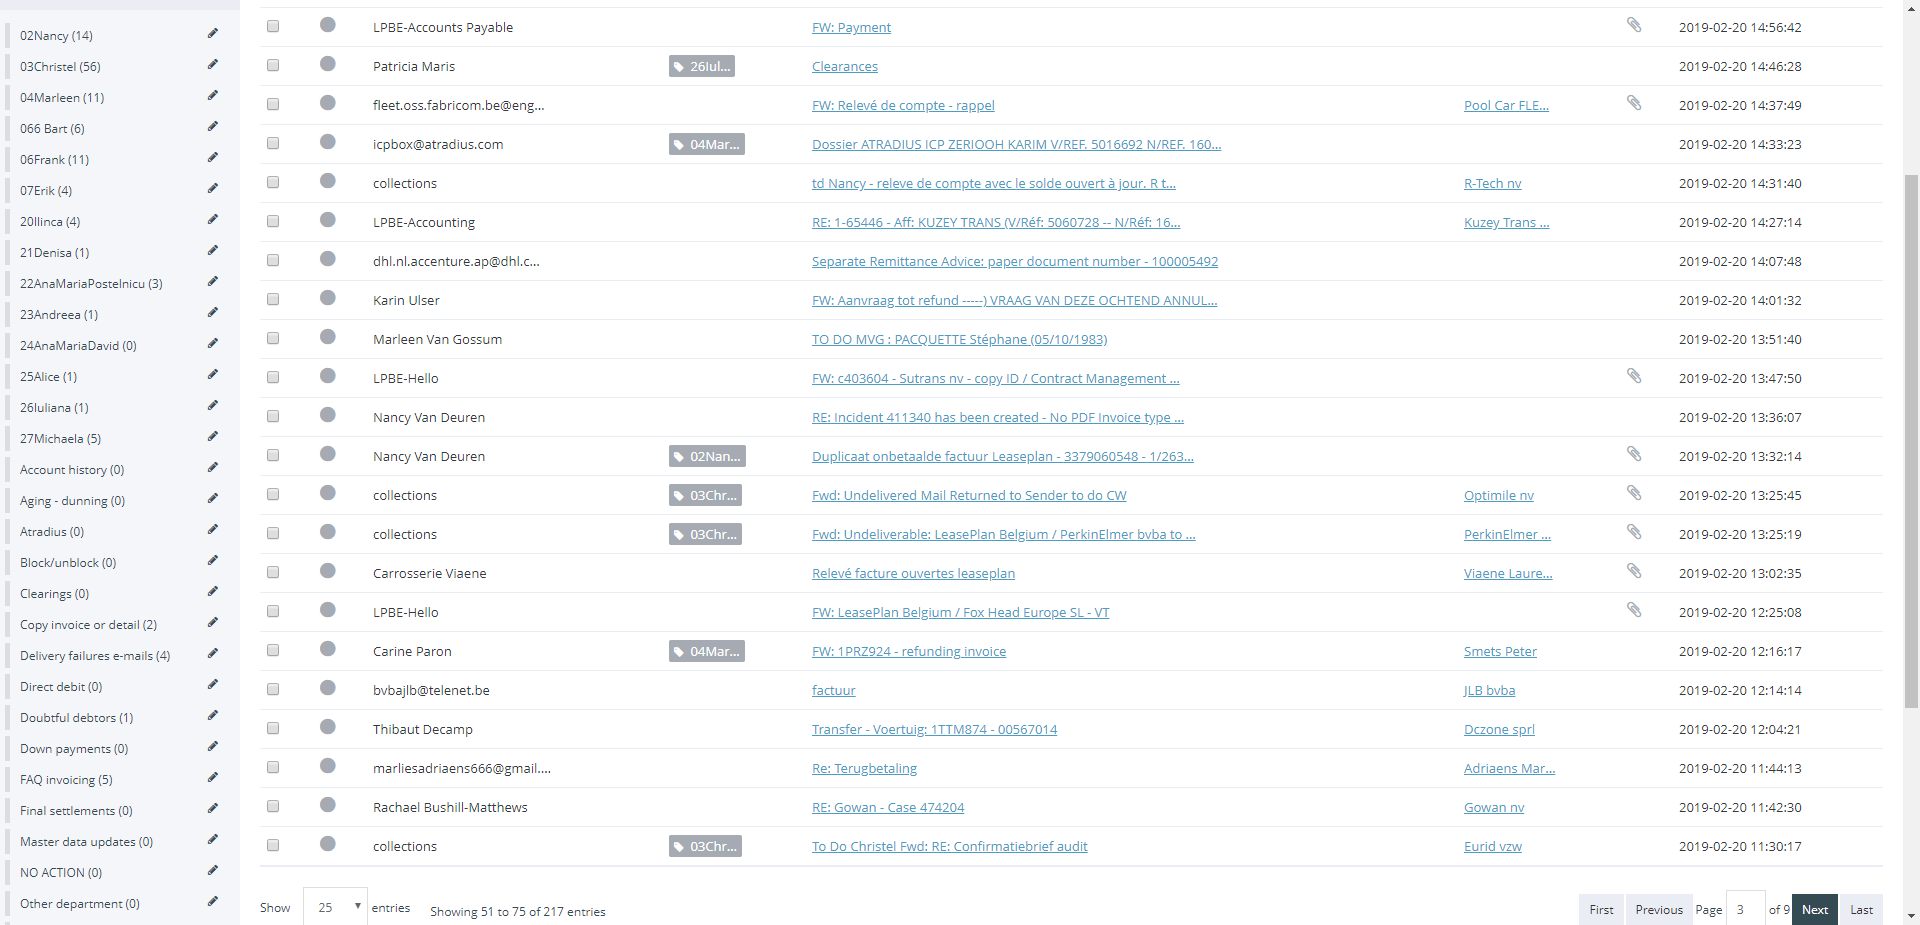 02Nancy (14)
03Christel (56)
04Marleen (11)
066 Bart (6)
06Frank (11)
07Erik (4)
20Ilinca (4)
21Denisa (1)
22AnaMariaPostelnicu (3)
23Andreea (1)
24AnaMariaDavid (0)
25Alice (1)
26Iuliana (1)
27Michaela (5)
Account history (0)
Aging - dunning (0)
Atradius (0)
Block/unblock (0)
Clearings (0)
Copy invoice or detail (2)
Delivery failures e-mails (4)
Direct debit (0)
Doubtful debtors (1)
Down payments (0)
FAQ invoicing (5)
Final settlements (0)
Master data updates (0)
NO ACTION (0)
Other department (0)
LPBE-Accounts Payable FW: Payment 2019-02-20 14:56:42
Patricia Maris 26Iul... Clearances 2019-02-20 14:46:28
fleet.oss.fabricom.be@eng... FW: Relevé de compte - rappel Pool Car FLE... 2019-02-20 14:37:49
icpbox@atradius.com 04Mar... Dossier ATRADIUS ICP ZERIOOH KARIM V/REF. 5016692 N/REF. 160... 2019-02-20 14:33:23
collections td Nancy - releve de compte avec le solde ouvert à jour. R t... R-Tech nv 2019-02-20 14:31:40
LPBE-Accounting RE: 1-65446 - Aff: KUZEY TRANS (V/Réf: 5060728 -- N/Réf: 16... Kuzey Trans ... 2019-02-20 14:27:14
dhl.nl.accenture.ap@dhl.c... Separate Remittance Advice: paper document number - 100005492 2019-02-20 14:07:48
Karin Ulser FW: Aanvraag tot refund -----) VRAAG VAN DEZE OCHTEND ANNUL... 2019-02-20 14:01:32
Marleen Van Gossum TO DO MVG : PACQUETTE Stéphane (05/10/1983) 2019-02-20 13:51:40
LPBE-Hello FW: c403604 - Sutrans nv - copy ID / Contract Management ... 2019-02-20 13:47:50
Nancy Van Deuren RE: Incident 411340 has been created - No PDF Invoice type ... 2019-02-20 13:36:07
Nancy Van Deuren 02Nan... Duplicaat onbetaalde factuur Leaseplan - 3379060548 - 1/263... 2019-02-20 13:32:14
collections 03Chr... Fwd: Undelivered Mail Returned to Sender to do CW Optimile nv 2019-02-20 13:25:45
collections 03Chr... Fwd: Undeliverable: LeasePlan Belgium / PerkinElmer bvba to ... PerkinElmer ... 2019-02-20 13:25:19
Carrosserie Viaene Relevé facture ouvertes leaseplan Viaene Laure... 2019-02-20 13:02:35
LPBE-Hello FW: LeasePlan Belgium / Fox Head Europe SL - VT 2019-02-20 12:25:08
Carine Paron 04Mar... FW: 1PRZ924 - refunding invoice Smets Peter 2019-02-20 12:16:17
bvbajlb@telenet.be factuur JLB bvba 2019-02-20 12:14:14
Thibaut Decamp Transfer - Voertuig: 1TTM874 - 00567014 Dczone sprl 2019-02-20 12:04:21
marliesadriaens666@gmail.... Re: Terugbetaling Adriaens Mar... 2019-02-20 11:44:13
Rachael Bushill-Matthews RE: Gowan - Case 474204 Gowan nv 2019-02-20 11:42:30
collections 03Chr... To Do Christel Fwd: RE: Confirmatiebrief audit Eurid vzw 2019-02-20 11:30:17
Show 25 entries Showing 51 to 75 of 217 entries First Previous Page 3 of 9 Next Last